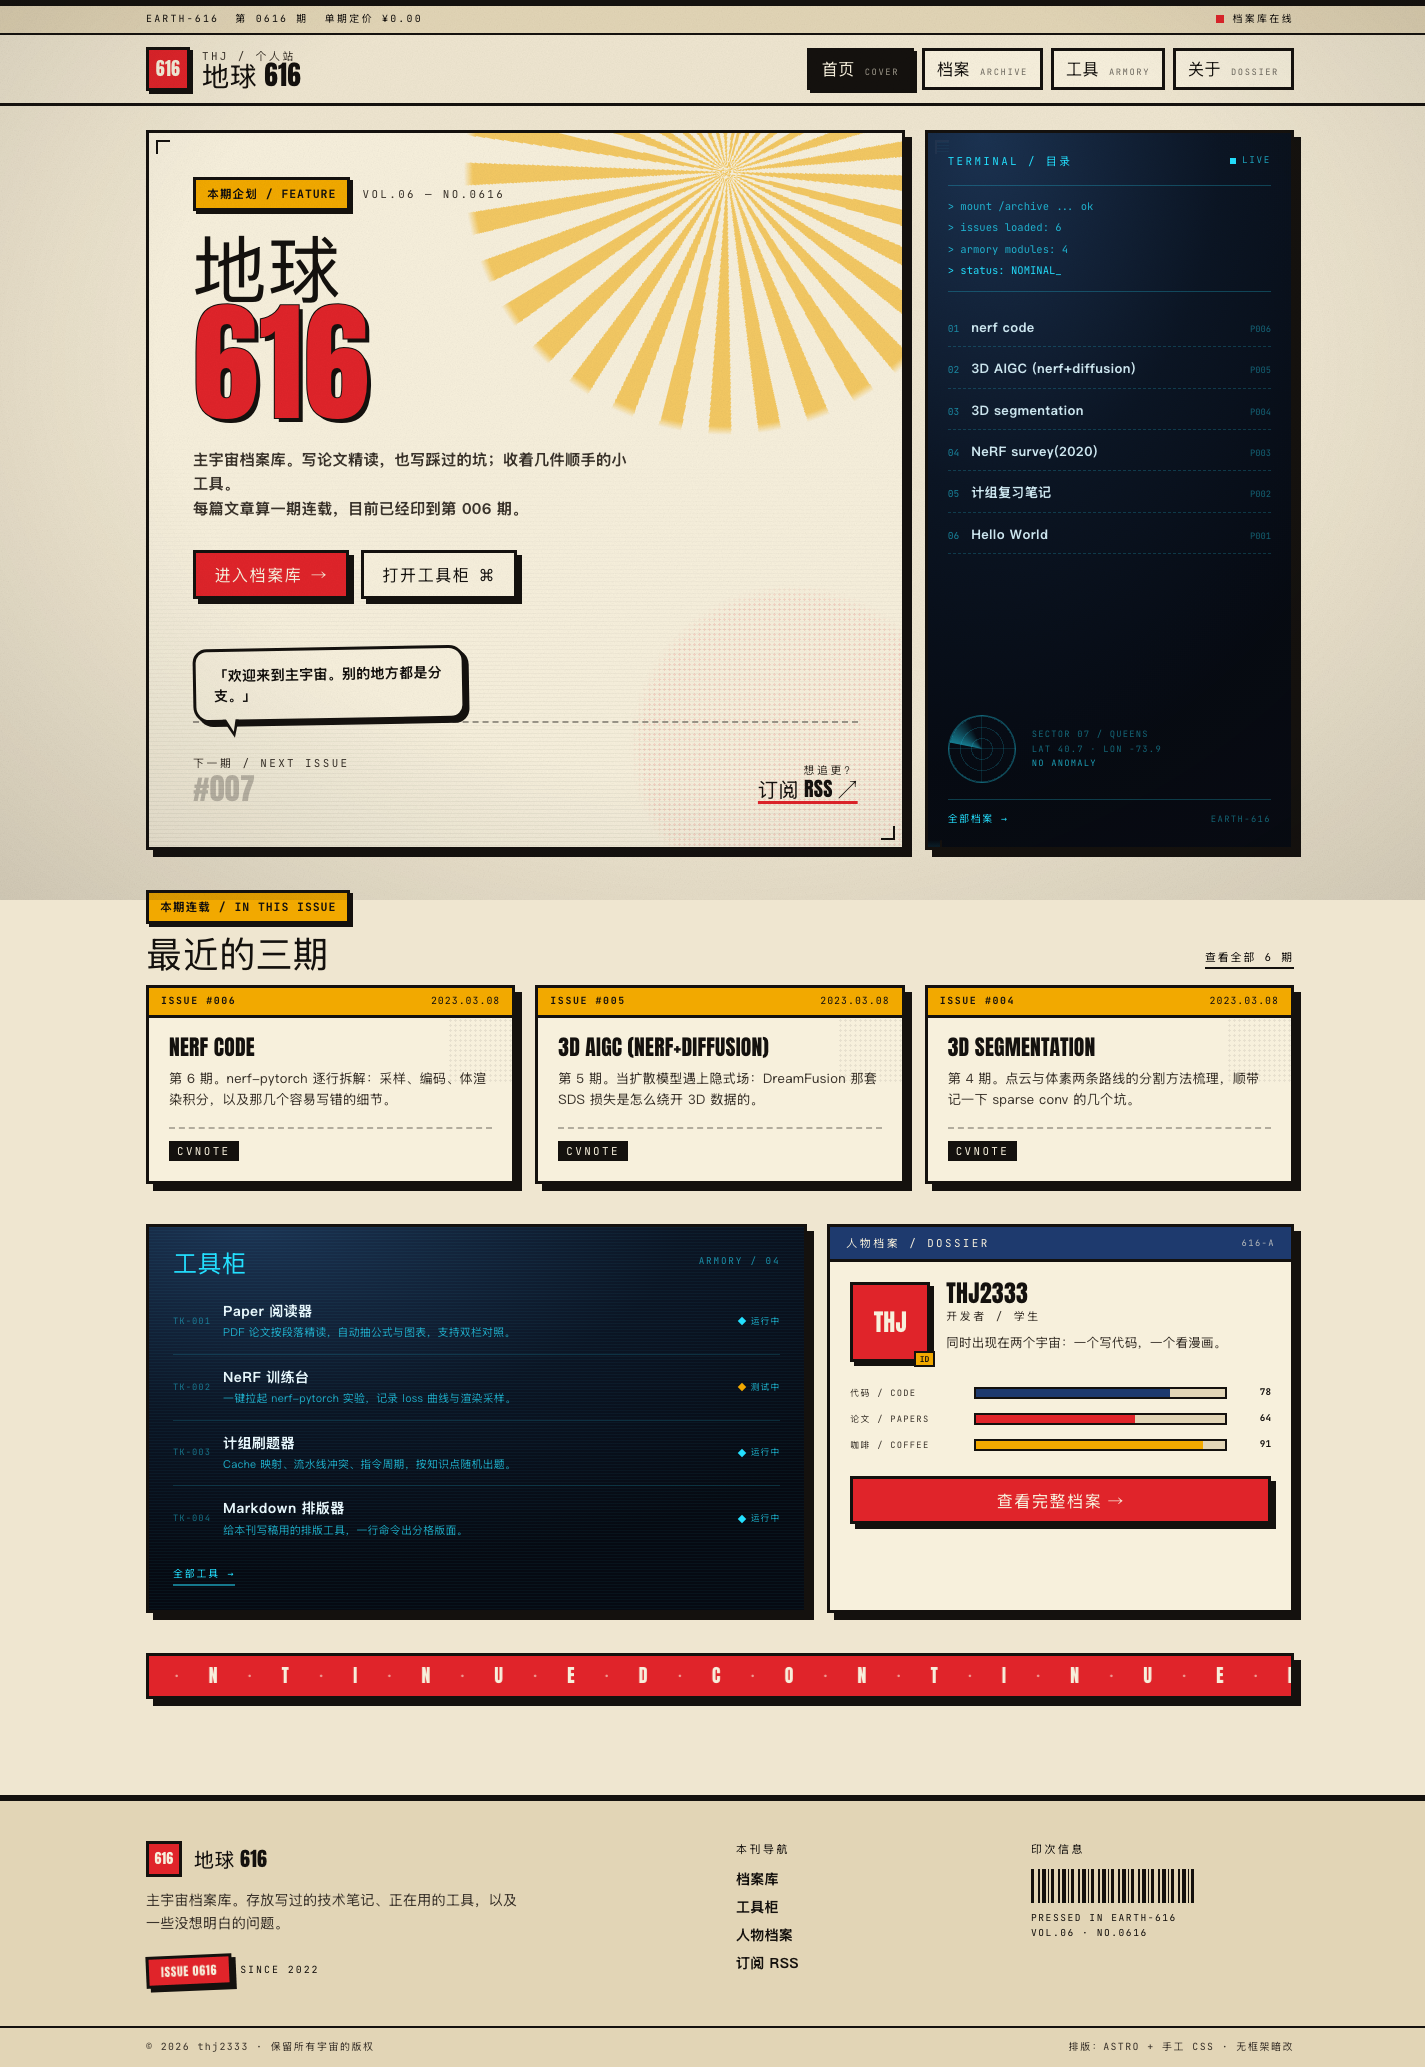 EARTH-616 第 0616 期 单期定价 ¥0.00
档案库在线
616
THJ / 个人站
地球 616
首页 COVER
档案 ARCHIVE
工具 ARMORY
关于 DOSSIER
本期企划 / FEATURE
VOL.06 — NO.0616
地球
616
主宇宙档案库。写论文精读，也写踩过的坑；收着几件顺手的小
工具。
每篇文章算一期连载，目前已经印到第 006 期。
进入档案库 →
打开工具柜 ⌘
「欢迎来到主宇宙。别的地方都是分
支。」
下一期 / NEXT ISSUE
#007
想追更？
订阅 RSS ↗
TERMINAL / 目录
LIVE
> mount /archive ... ok
> issues loaded: 6
> armory modules: 4
> status: NOMINAL_
01 nerf code P006
02 3D AIGC (nerf+diffusion) P005
03 3D segmentation P004
04 NeRF survey(2020) P003
05 计组复习笔记 P002
06 Hello World P001
SECTOR 07 / QUEENS
LAT 40.7 · LON -73.9
NO ANOMALY
全部档案 →
EARTH-616
本期连载 / IN THIS ISSUE
最近的三期
查看全部 6 期
ISSUE #006 2023.03.08
NERF CODE
第 6 期。nerf-pytorch 逐行拆解：采样、编码、体渲
染积分，以及那几个容易写错的细节。
CVNOTE
ISSUE #005 2023.03.08
3D AIGC (NERF+DIFFUSION)
第 5 期。当扩散模型遇上隐式场：DreamFusion 那套
SDS 损失是怎么绕开 3D 数据的。
CVNOTE
ISSUE #004 2023.03.08
3D SEGMENTATION
第 4 期。点云与体素两条路线的分割方法梳理，顺带
记一下 sparse conv 的几个坑。
CVNOTE
工具柜
ARMORY / 04
TK-001
Paper 阅读器
PDF 论文按段落精读，自动抽公式与图表，支持双栏对照。
运行中
TK-002
NeRF 训练台
一键拉起 nerf-pytorch 实验，记录 loss 曲线与渲染采样。
测试中
TK-003
计组刷题器
Cache 映射、流水线冲突、指令周期，按知识点随机出题。
运行中
TK-004
Markdown 排版器
给本刊写稿用的排版工具，一行命令出分格版面。
运行中
全部工具 →
人物档案 / DOSSIER
616-A
THJ
ID
THJ2333
开发者 / 学生
同时出现在两个宇宙：一个写代码，一个看漫画。
代码 / CODE 78
论文 / PAPERS 64
咖啡 / COFFEE 91
查看完整档案 →
· N · T · I · N · U · E · D · C · O · N · T · I · N · U · E ·
616
地球 616
主宇宙档案库。存放写过的技术笔记、正在用的工具，以及
一些没想明白的问题。
ISSUE 0616
SINCE 2022
本刊导航
档案库
工具柜
人物档案
订阅 RSS
印次信息
PRESSED IN EARTH-616
VOL.06 · NO.0616
© 2026 thj2333 · 保留所有宇宙的版权
排版：ASTRO + 手工 CSS · 无框架暗改